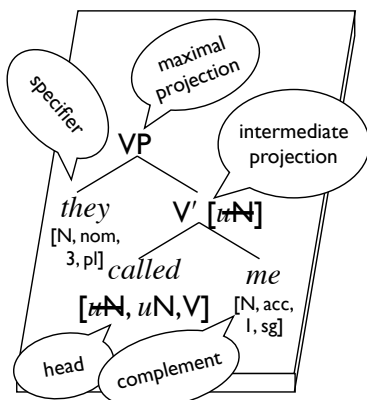 maximal
projection
specifier
VP
intermediate
projection
they
V′ [uN]
[N, nom,
3, pl]
called
me
[uN, uN, V]
[N, acc,
1, sg]
head
complement